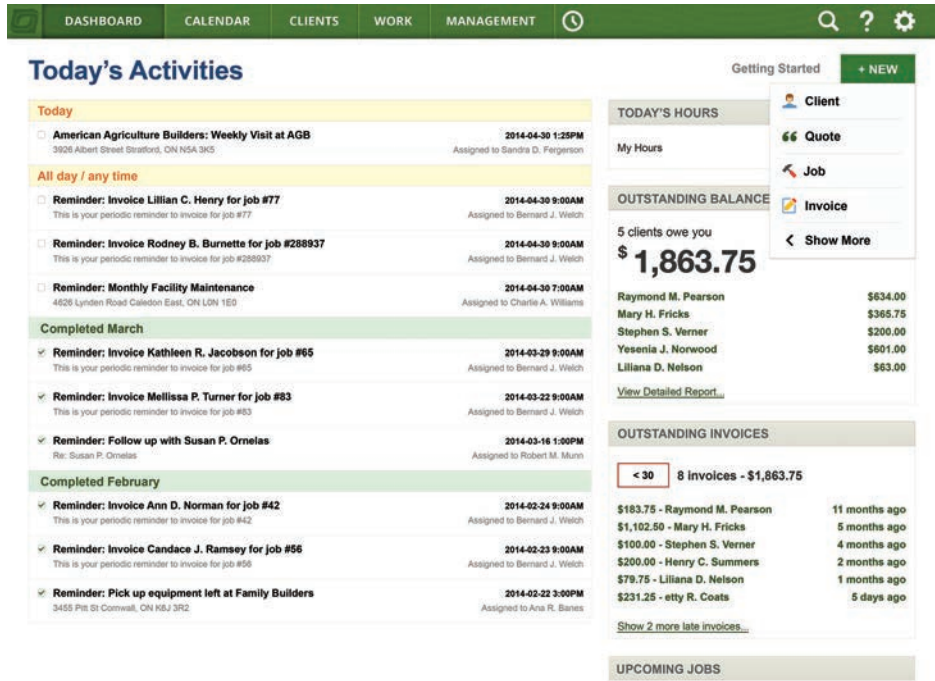 DASHBOARD CALENDAR CLIENTS WORK MANAGEMENT ?
Today's Activities
Getting Started
+ NEW
Client
Quote
Job
Invoice
Show More
Today
American Agriculture Builders: Weekly Visit at AGB 2014-04-30 1:25PM
3926 Albert Street Stratford, ON N5A 3K5 Assigned to Sandra D. Fergerson
All day / any time
Reminder: Invoice Lillian C. Henry for job #77 2014-04-30 9:00AM
This is your periodic reminder to invoice for job #77 Assigned to Bernard J. Welch
Reminder: Invoice Rodney B. Burnette for job #288937 2014-04-30 9:00AM
This is your periodic reminder to invoice for job #288937 Assigned to Bernard J. Welch
Reminder: Monthly Facility Maintenance 2014-04-30 7:00AM
4626 Lynden Road Caledon East, ON L0N 1E0 Assigned to Charlie A. Williams
Completed March
Reminder: Invoice Kathleen R. Jacobson for job #65 2014-03-29 9:00AM
This is your periodic reminder to invoice for job #65 Assigned to Bernard J. Welch
Reminder: Invoice Mellissa P. Turner for job #83 2014-03-22 9:00AM
This is your periodic reminder to invoice for job #83 Assigned to Bernard J. Welch
Reminder: Follow up with Susan P. Ornelas 2014-03-16 1:00PM
Re: Susan P. Ornelas Assigned to Robert M. Munn
Completed February
Reminder: Invoice Ann D. Norman for job #42 2014-02-24 9:00AM
This is your periodic reminder to invoice for job #42 Assigned to Bernard J. Welch
Reminder: Invoice Candace J. Ramsey for job #56 2014-02-23 9:00AM
This is your periodic reminder to invoice for job #56 Assigned to Bernard J. Welch
Reminder: Pick up equipment left at Family Builders 2014-02-22 3:00PM
3455 Pitt St Cornwall, ON K6J 3R2 Assigned to Ana R. Banes
TODAY'S HOURS
My Hours
OUTSTANDING BALANCE
5 clients owe you
$1,863.75
Raymond M. Pearson $634.00
Mary H. Fricks $365.75
Stephen S. Verner $200.00
Yesenia J. Norwood $601.00
Liliana D. Nelson $63.00
View Detailed Report...
OUTSTANDING INVOICES
< 30 8 invoices - $1,863.75
$183.75 - Raymond M. Pearson 11 months ago
$1,102.50 - Mary H. Fricks 5 months ago
$100.00 - Stephen S. Verner 4 months ago
$200.00 - Henry C. Summers 2 months ago
$79.75 - Liliana D. Nelson 1 months ago
$231.25 - etty R. Coats 5 days ago
Show 2 more late invoices...
UPCOMING JOBS